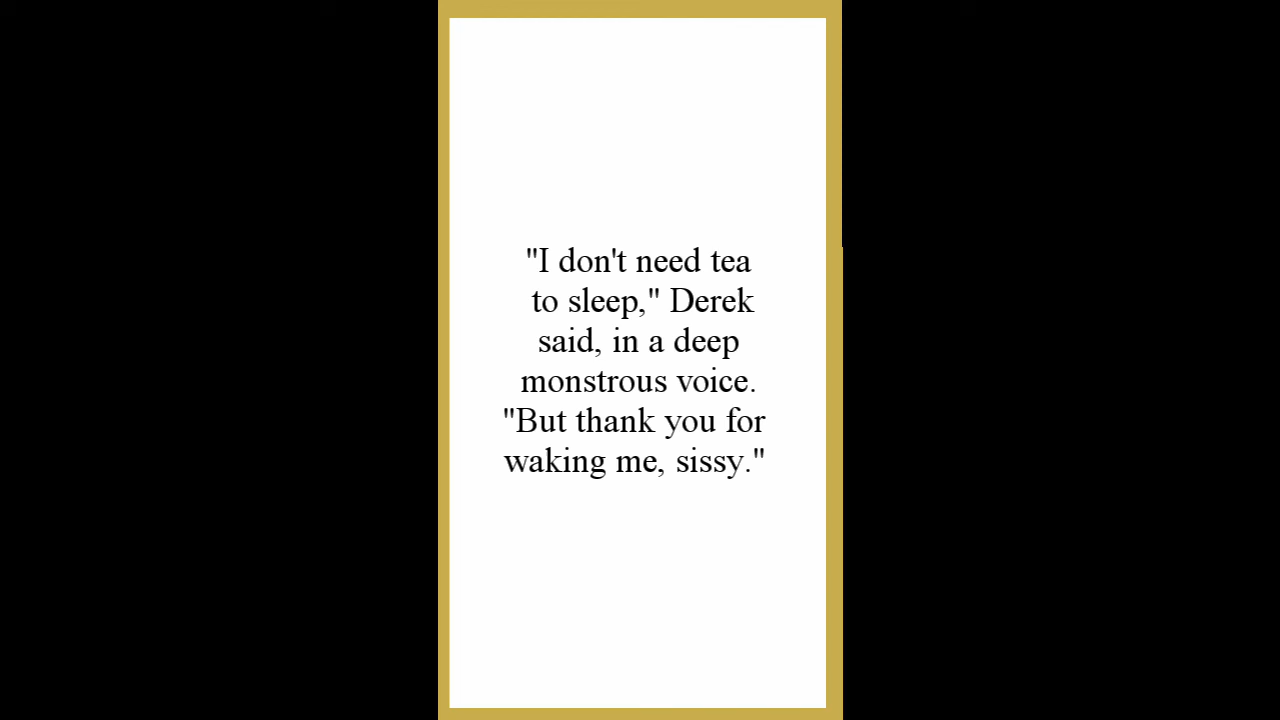 "I don't need tea
to sleep," Derek
said, in a deep
monstrous voice.
"But thank you for
waking me, sissy."